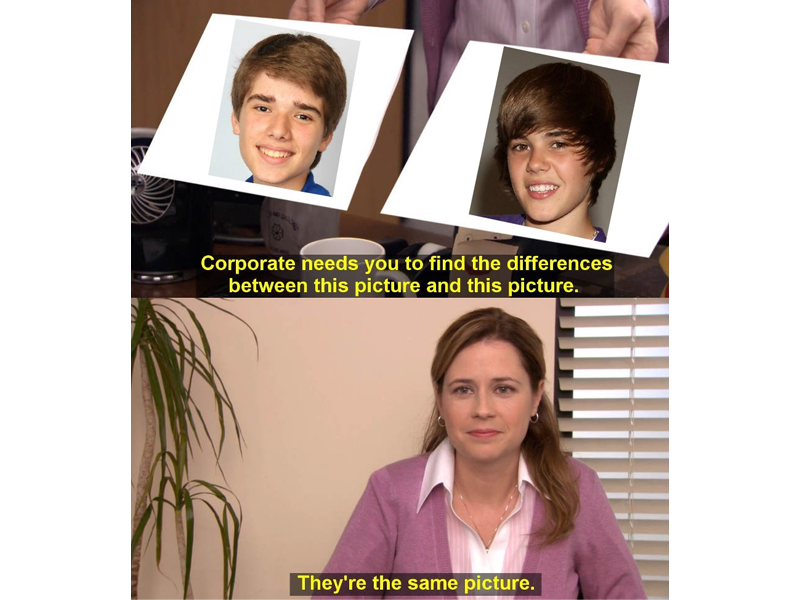 Corporate needs you to find the differences
between this picture and this picture.
They're the same picture.